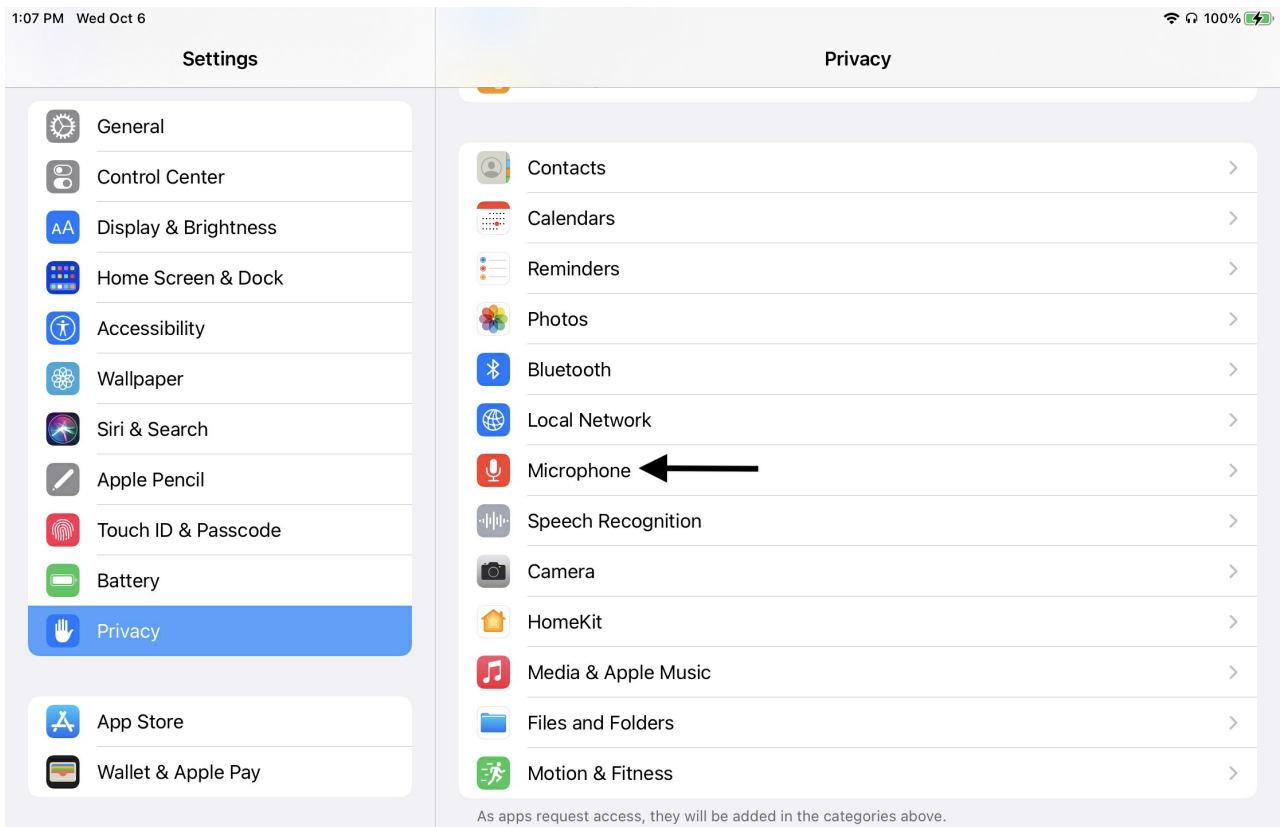 1:07 PM Wed Oct 6
100%
Settings
General
Control Center
AA Display & Brightness
Home Screen & Dock
Accessibility
Wallpaper
Siri & Search
Apple Pencil
Touch ID & Passcode
Battery
Privacy
App Store
Wallet & Apple Pay
Privacy
Contacts
Calendars
Reminders
Photos
Bluetooth
Local Network
Microphone
Speech Recognition
Camera
HomeKit
Media & Apple Music
Files and Folders
Motion & Fitness
As apps request access, they will be added in the categories above.